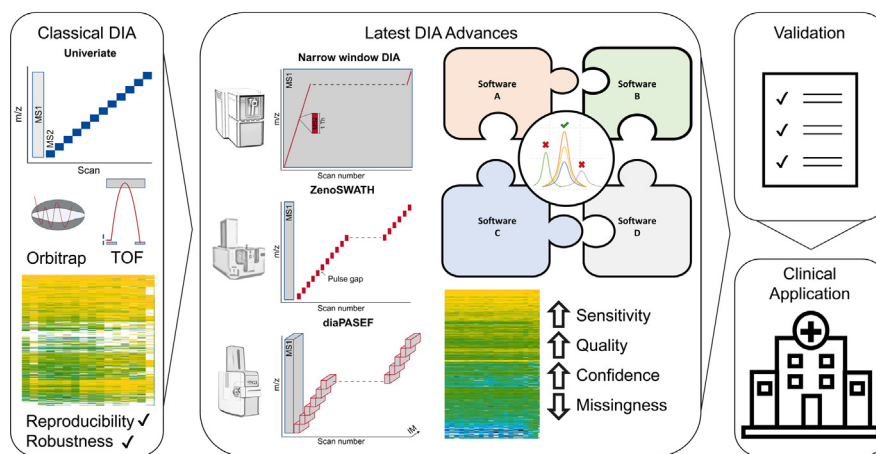 Classical DIA
Univeriate
MS1
MS2
m/z
Scan
Orbitrap
TOF
Reproducibility ✓
Robustness ✓
Latest DIA Advances
Narrow window DIA
MS1
m/z
1 Th
Scan number
ZenoSWATH
MS1
m/z
Pulse gap
Scan number
diaPASEF
MS1
m/z
Scan number
IM
Software
A
Software
B
Software
C
Software
D
Sensitivity
Quality
Confidence
Missingness
Validation
Clinical
Application